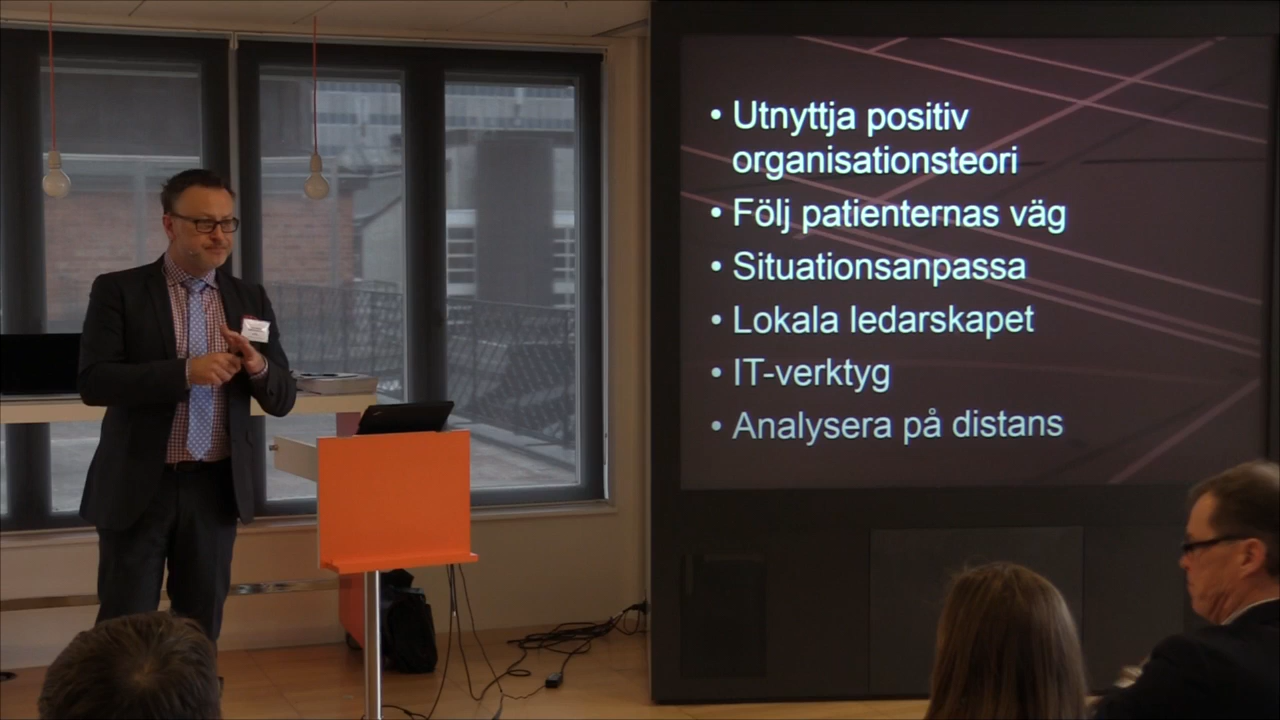 • Utnyttja positiv
organisationsteori
• Följ patienternas väg
• Situationsanpassa
• Lokala ledarskapet
• IT-verktyg
• Analysera på distans